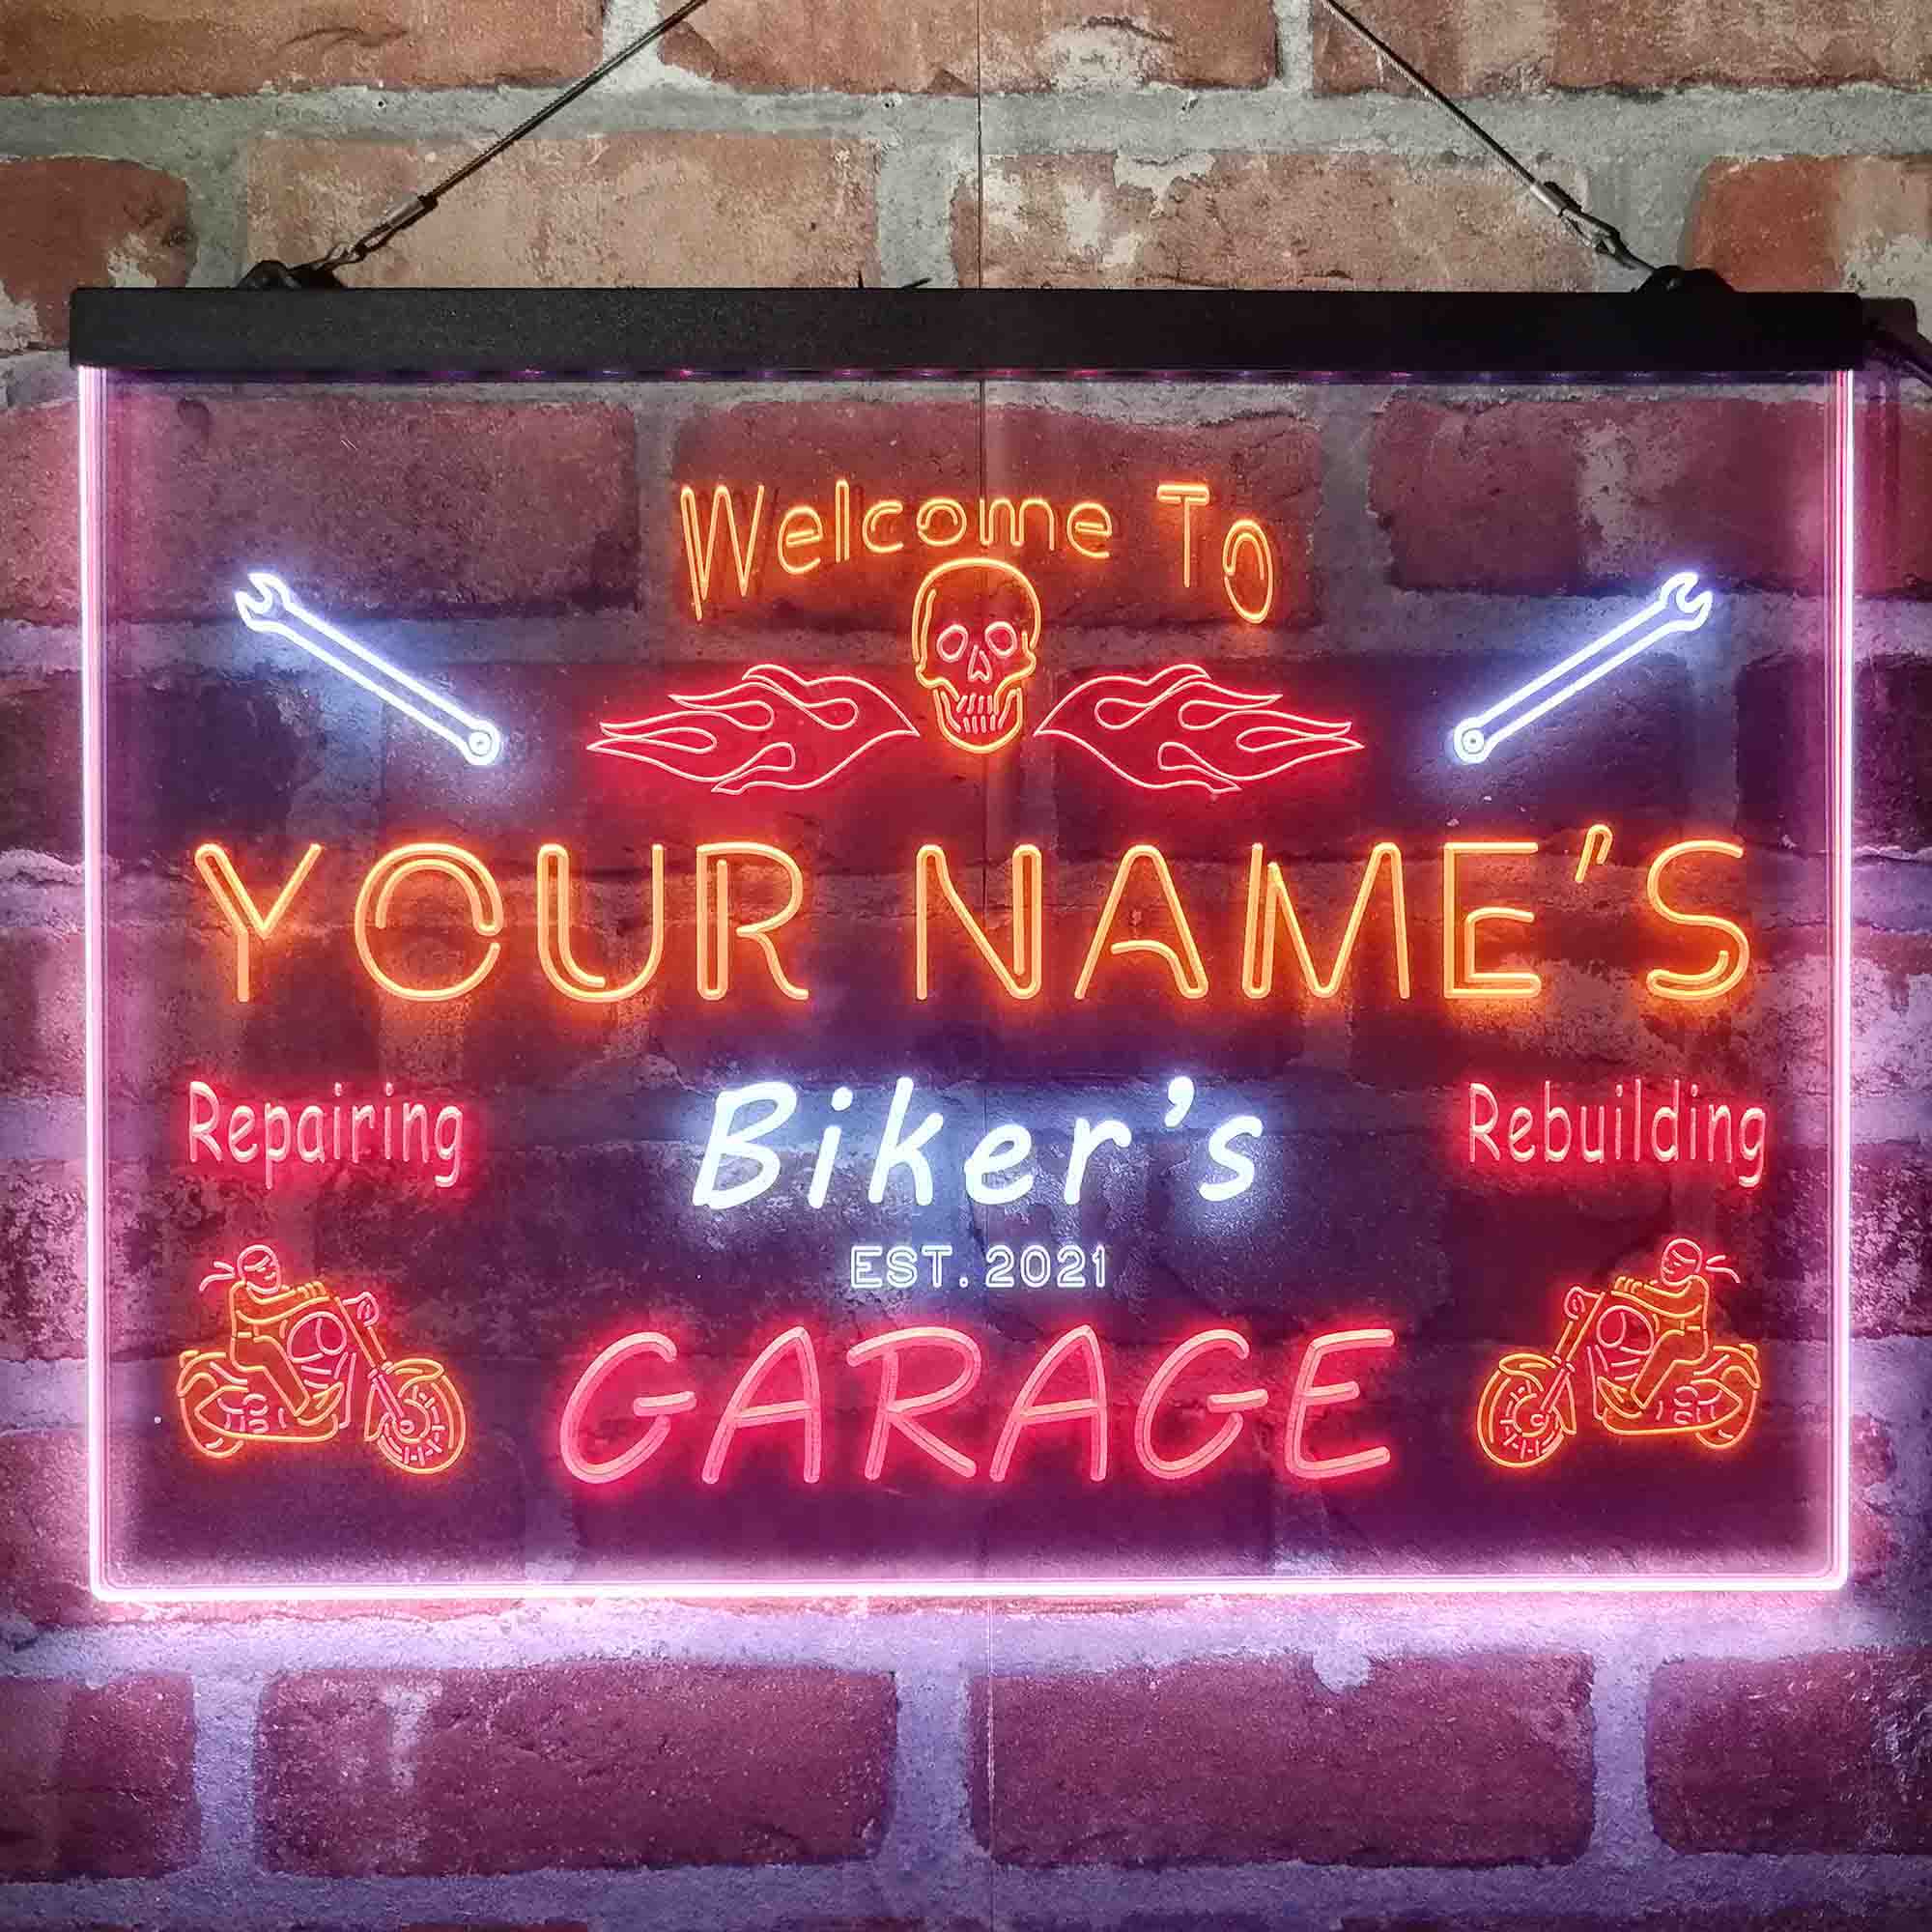 Welcome To
YOUR NAME'S
Repairing Biker's Rebuilding
EST. 2021
GARAGE